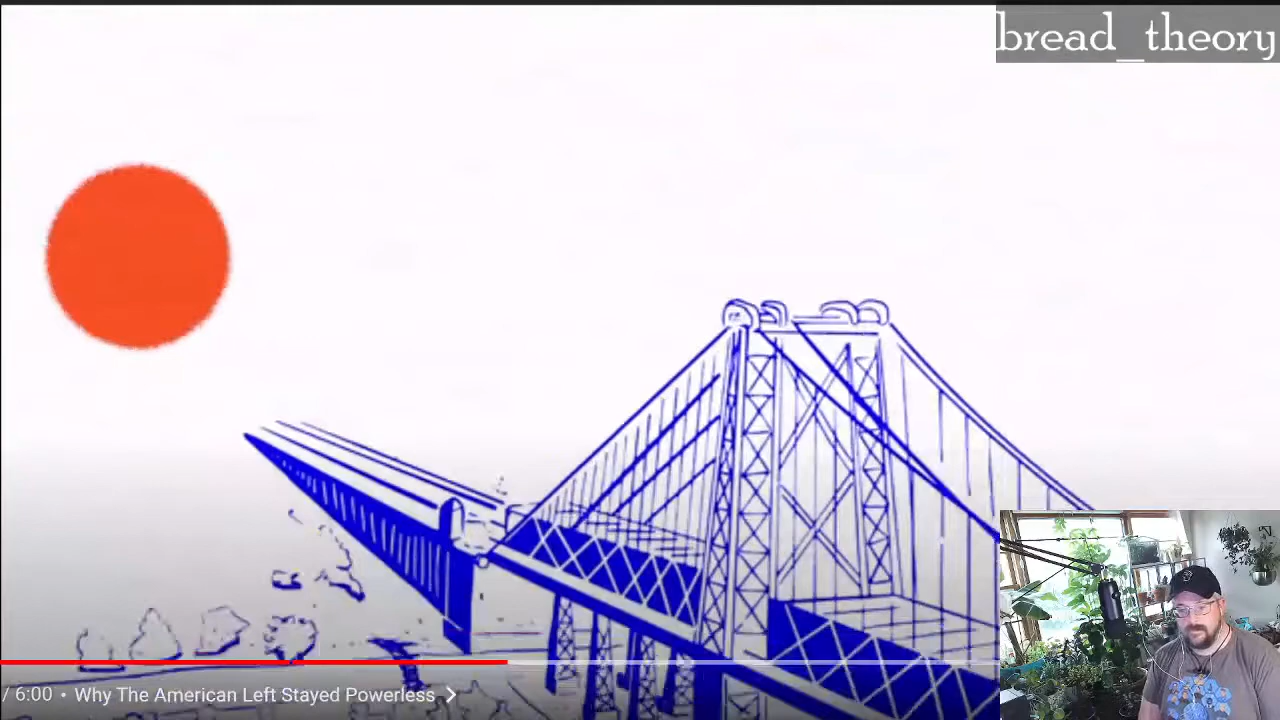 bread_theory
/ 6:00 • Why The American Left Stayed Powerless >